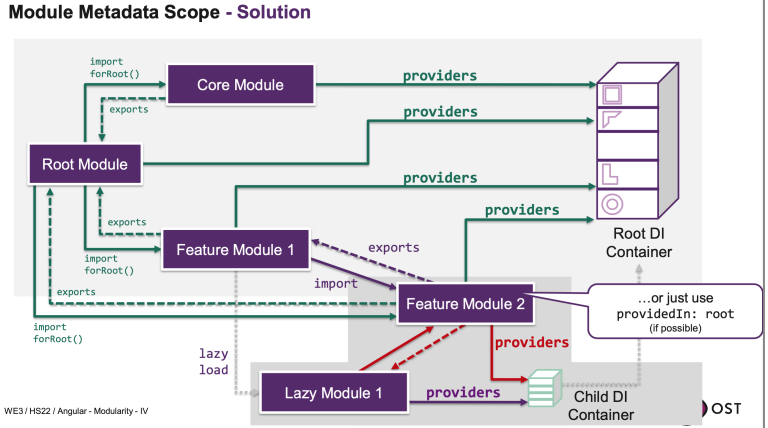 Module Metadata Scope - Solution
import
forRoot()
Core Module
providers
exports
providers
Root Module
providers
exports
providers
Root DI
Container
Feature Module 1
exports
import
forRoot()
import
exports
Feature Module 2
…or just use
providedIn: root
(if possible)
import
forRoot()
providers
lazy
load
Lazy Module 1
providers
Child DI
Container
WE3 / HS22 / Angular - Modularity - IV
OST